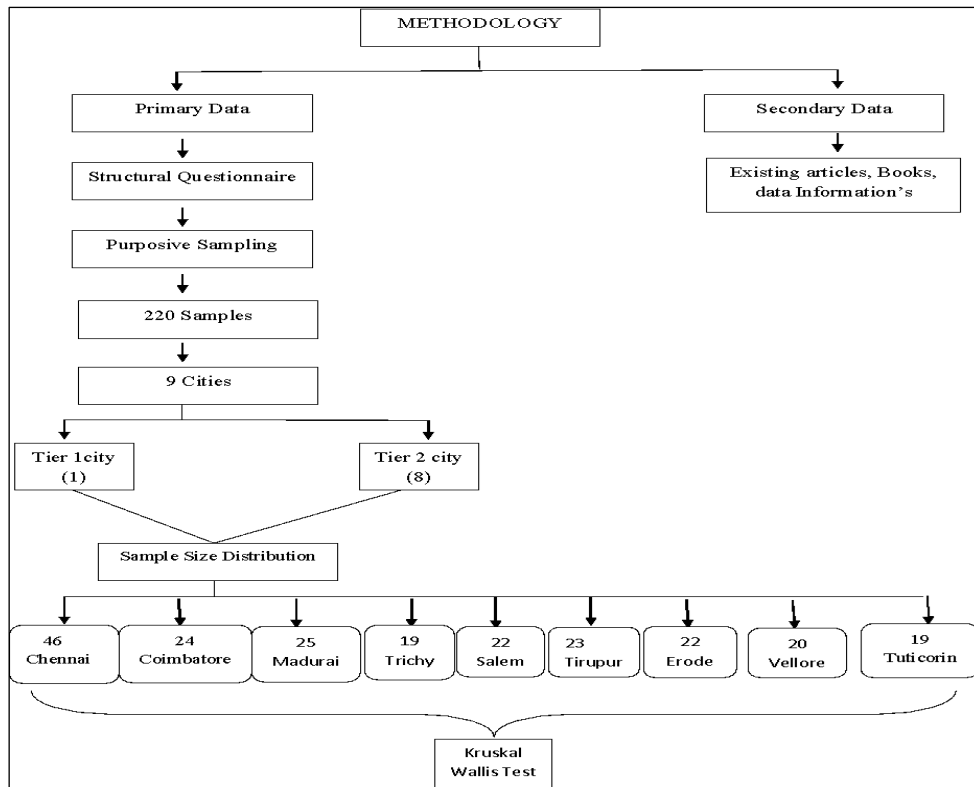 METHODOLOGY
Primary Data
Secondary Data
Structural Questionnaire
Existing articles, Books,
data Information's
Purposive Sampling
220 Samples
9 Cities
Tier 1city
(1)
Tier 2 city
(8)
Sample Size Distribution
46
Chennai
24
Coimbatore
25
Madurai
19
Trichy
22
Salem
23
Tirupur
22
Erode
20
Vellore
19
Tuticorin
Kruskal
Wallis Test